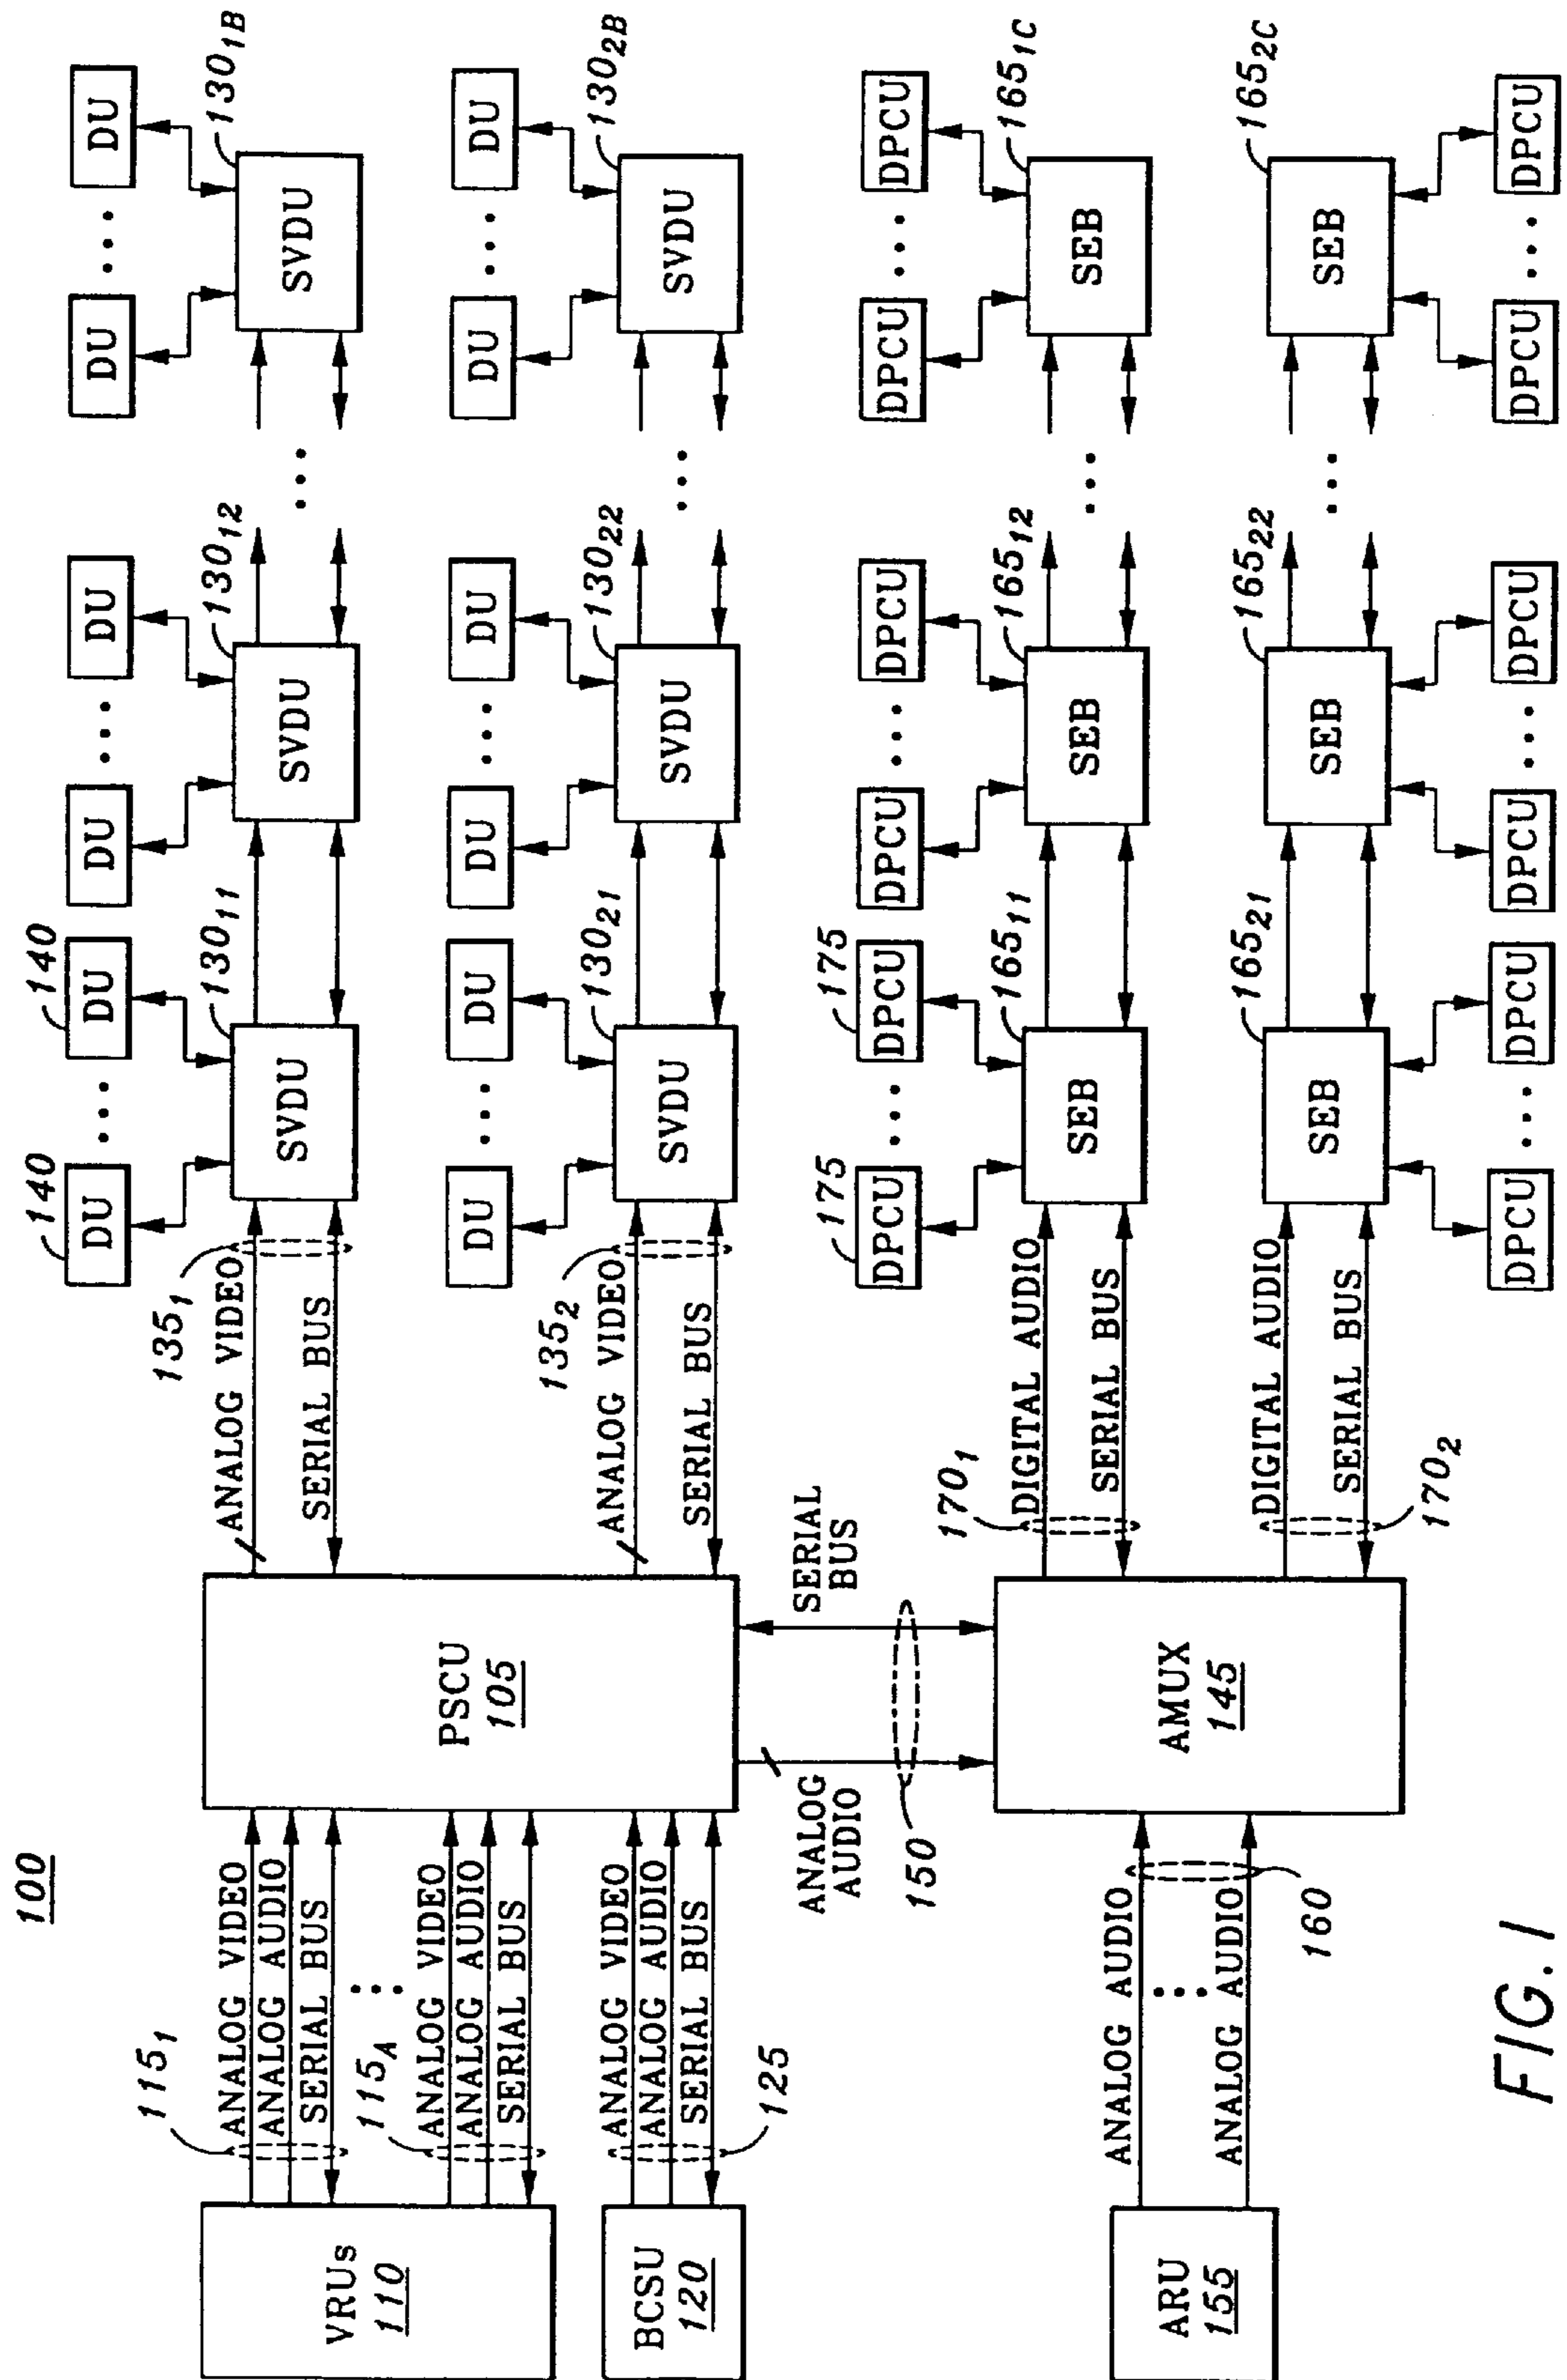 100
115₁
ANALOG VIDEO
ANALOG AUDIO
SERIAL BUS
115_A
ANALOG VIDEO
ANALOG AUDIO
SERIAL BUS
VRUs
110
ANALOG VIDEO
ANALOG AUDIO
SERIAL BUS
125
BCSU
120
PSCU
105
135₁
ANALOG VIDEO
SERIAL BUS
135₂
ANALOG VIDEO
SERIAL BUS
140 140
DU ... DU DU ... DU DU ... DU
130₁₁ 130₁₂ 130₁B
SVDU SVDU ... SVDU
DU ... DU DU ... DU DU ... DU
130₂₁ 130₂₂ 130₂B
SVDU SVDU ... SVDU
ANALOG
AUDIO
150
SERIAL
BUS
ARU
155
ANALOG AUDIO
ANALOG AUDIO
160
AMUX
145
170₁
DIGITAL AUDIO
SERIAL BUS
DIGITAL AUDIO
SERIAL BUS
170₂
175 175
DPCU ... DPCU DPCU ... DPCU DPCU ... DPCU
165₁₁ 165₁₂ 165₁C
SEB SEB ... SEB
165₂₁ 165₂₂ 165₂C
SEB SEB ... SEB
DPCU ... DPCU DPCU ... DPCU DPCU ... DPCU
FIG. 1